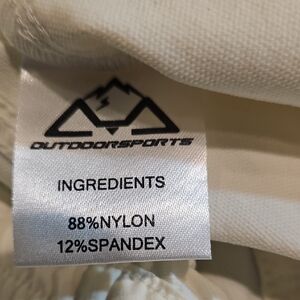 OUTDOORSPORTS
INGREDIENTS
88%NYLON
12%SPANDEX